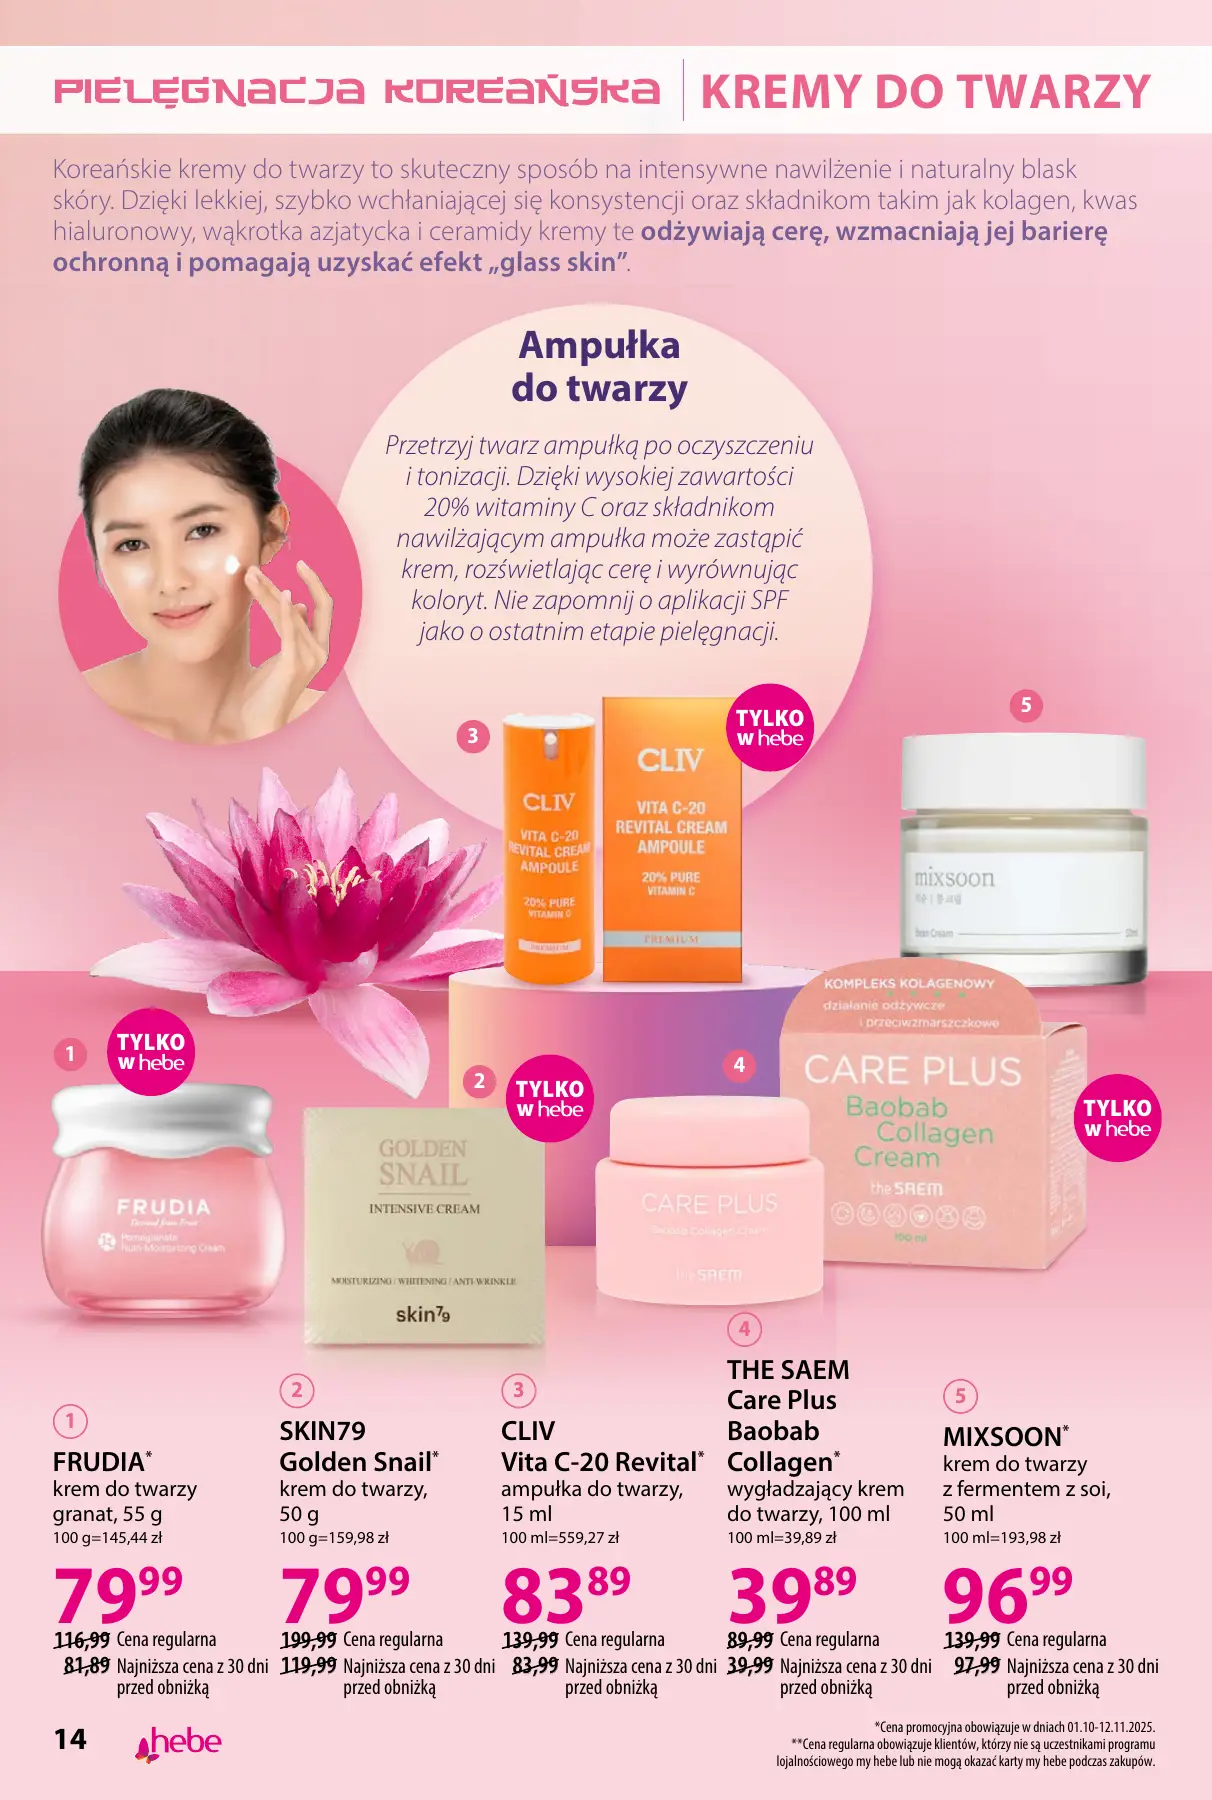 PIELĘGNACJA KOREAŃSKA
KREMY DO TWARZY
Koreańskie kremy do twarzy to skuteczny sposób na intensywne nawilżenie i naturalny blask
skóry. Dzięki lekkiej, szybko wchłaniającej się konsystencji oraz składnikom takim jak kolagen, kwas
hialuronowy, wąkrotka azjatycka i ceramidy kremy te odżywiają cerę, wzmacniają jej barierę
ochronną i pomagają uzyskać efekt „glass skin”.
Ampułka
do twarzy
Przetrzyj twarz ampułką po oczyszczeniu
i tonizacji. Dzięki wysokiej zawartości
20% witaminy C oraz składnikom
nawilżającym ampułka może zastąpić
krem, rozświetlając cerę i wyrównując
koloryt. Nie zapomnij o aplikacji SPF
jako o ostatnim etapie pielęgnacji.
3
CLIV
VITA C-20
REVITAL CREAM
AMPOULE
20% PURE
VITAMIN C
PREMIUM
CLIV
VITA C-20
REVITAL CREAM
AMPOULE
20% PURE
VITAMIN C
PREMIUM
TYLKO
w hebe
5
mixsoon
Bean Cream
50ml
1
TYLKO
w hebe
FRUDIA
Derived from Fruit
Pomegranate
Nutri-Moisturizing Cream
2
TYLKO
w hebe
GOLDEN
SNAIL
INTENSIVE CREAM
MOISTURIZING / WHITENING / ANTI-WRINKLE
skin79
4
CARE PLUS
Baobab Collagen Cream
the SAEM
KOMPLEKS KOLAGENOWY
działanie odżywcze
i przeciwzmarszczkowe
CARE PLUS
Baobab
Collagen
Cream
the SAEM
100 ml
TYLKO
w hebe
1
FRUDIA*
krem do twarzy
granat, 55 g
100 g=145,44 zł
79 99
116,99 Cena regularna
81,89 Najniższa cena z 30 dni
przed obniżką
2
SKIN79
Golden Snail*
krem do twarzy,
50 g
100 g=159,98 zł
79 99
199,99 Cena regularna
119,99 Najniższa cena z 30 dni
przed obniżką
3
CLIV
Vita C-20 Revital*
ampułka do twarzy,
15 ml
100 ml=559,27 zł
83 89
139,99 Cena regularna
83,99 Najniższa cena z 30 dni
przed obniżką
4
THE SAEM
Care Plus
Baobab
Collagen*
wygładzający krem
do twarzy, 100 ml
100 ml=39,89 zł
39 89
89,99 Cena regularna
39,99 Najniższa cena z 30 dni
przed obniżką
5
MIXSOON*
krem do twarzy
z fermentem z soi,
50 ml
100 ml=193,98 zł
96 99
139,99 Cena regularna
97,99 Najniższa cena z 30 dni
przed obniżką
14
hebe
*Cena promocyjna obowiązuje w dniach 01.10-12.11.2025.
**Cena regularna obowiązuje klientów, którzy nie są uczestnikami programu
lojalnościowego my hebe lub nie mogą okazać karty my hebe podczas zakupów.